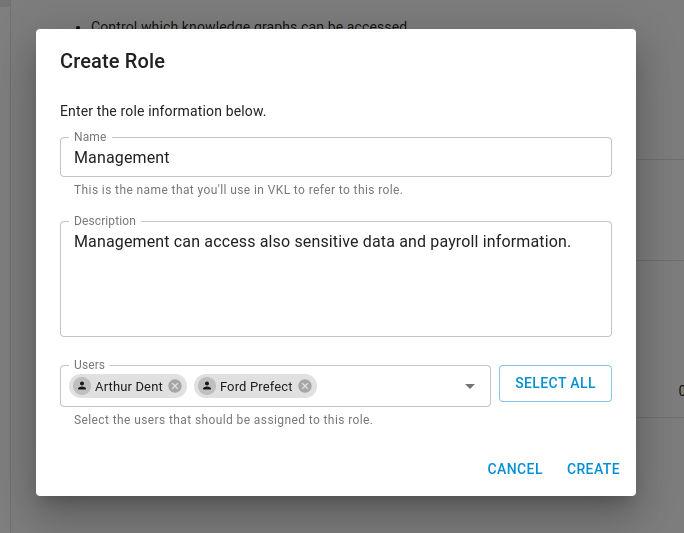 Control which knowledge graphs can be accessed
Create Role
Enter the role information below.
Name
Management
This is the name that you'll use in VKL to refer to this role.
Description
Management can access also sensitive data and payroll information.
Users
Arthur Dent Ford Prefect SELECT ALL
Select the users that should be assigned to this role.
CANCEL CREATE